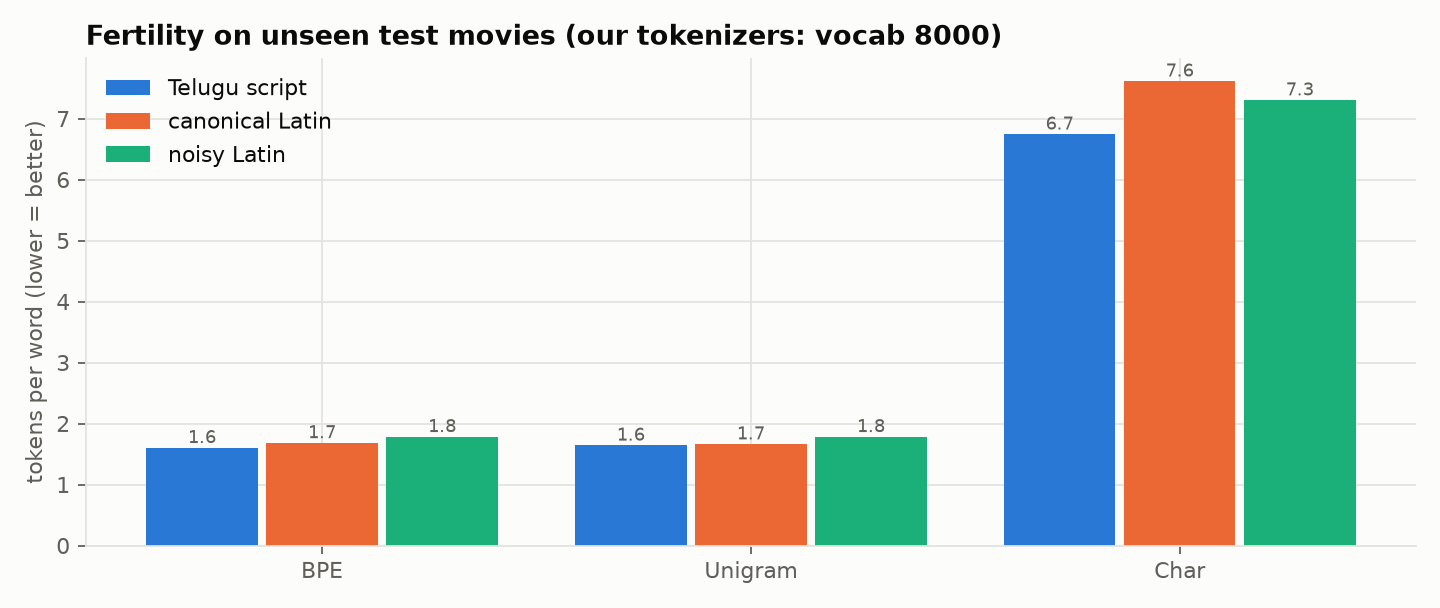 Fertility on unseen test movies (our tokenizers: vocab 8000)
Telugu script
canonical Latin
noisy Latin
tokens per word (lower = better)
7
6
5
4
3
2
1
0
1.6
1.7
1.8
1.6
1.7
1.8
6.7
7.6
7.3
BPE
Unigram
Char